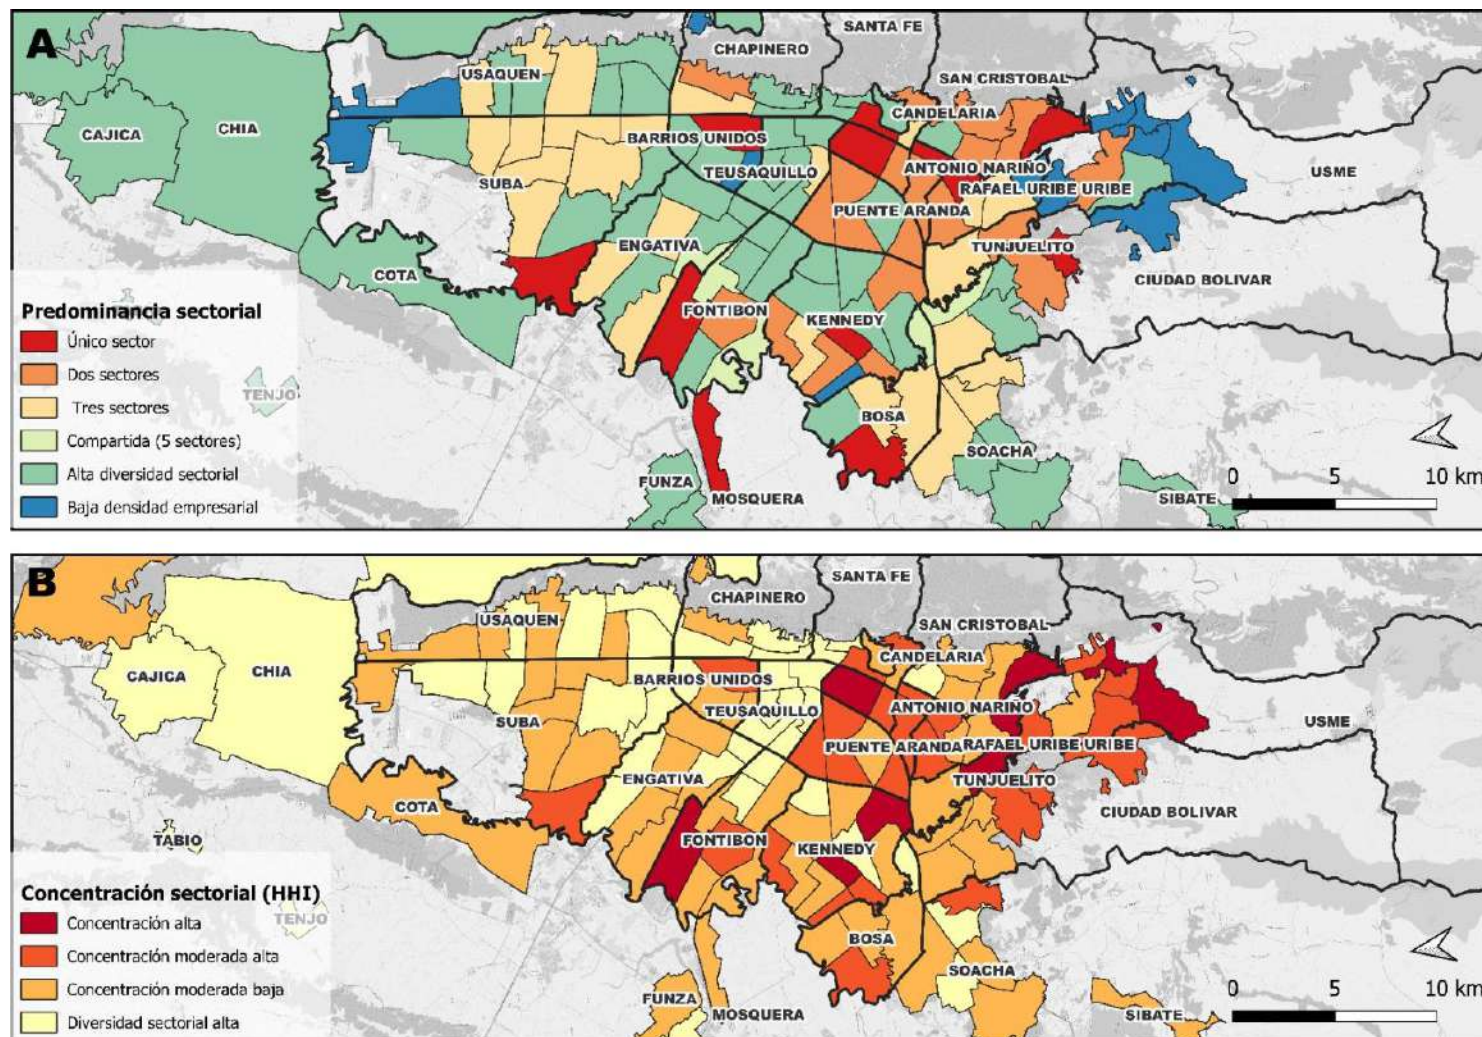 A
SANTA FE
CHAPINERO
USAQUEN
SAN CRISTOBAL
CANDELARIA
CAJICA
CHIA
BARRIOS UNIDOS
ANTONIO NARIÑO
TEUSAQUILLO
USME
SUBA
RAFAEL URIBE URIBE
PUENTE ARANDA
ENGATIVA
TUNJUELITO
COTA
CIUDAD BOLIVAR
Predominancia sectorial
FONTIBON
KENNEDY
Único sector
Dos sectores
TENJO
Tres sectores
BOSA
Compartida (5 sectores)
SOACHA
Alta diversidad sectorial
0 5 10 km
FUNZA
MOSQUERA
SIBATE
Baja densidad empresarial
B
SANTA FE
CHAPINERO
USAQUEN
SAN CRISTOBAL
CANDELARIA
CAJICA
CHIA
BARRIOS UNIDOS
ANTONIO NARIÑO
TEUSAQUILLO
SUBA
USME
PUENTE ARANDA
RAFAEL URIBE URIBE
ENGATIVA
TUNJUELITO
COTA
CIUDAD BOLIVAR
TABIO
FONTIBON
KENNEDY
Concentración sectorial (HHI)
TENJO
Concentración alta
BOSA
Concentración moderada alta
SOACHA
Concentración moderada baja
0 5 10 km
FUNZA
MOSQUERA
SIBATE
Diversidad sectorial alta